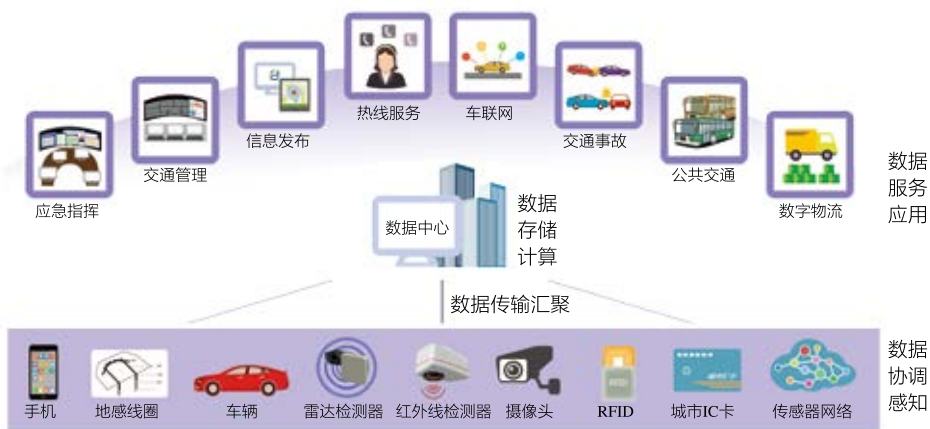 热线服务
车联网
信息发布
交通事故
交通管理
公共交通
应急指挥
数字物流
数据
服务
应用
数据中心
数据
存储
计算
数据传输汇聚
手机
地感线圈
车辆
雷达检测器
红外线检测器
摄像头
RFID
RFID
城市IC卡
传感器网络
数据
协调
感知